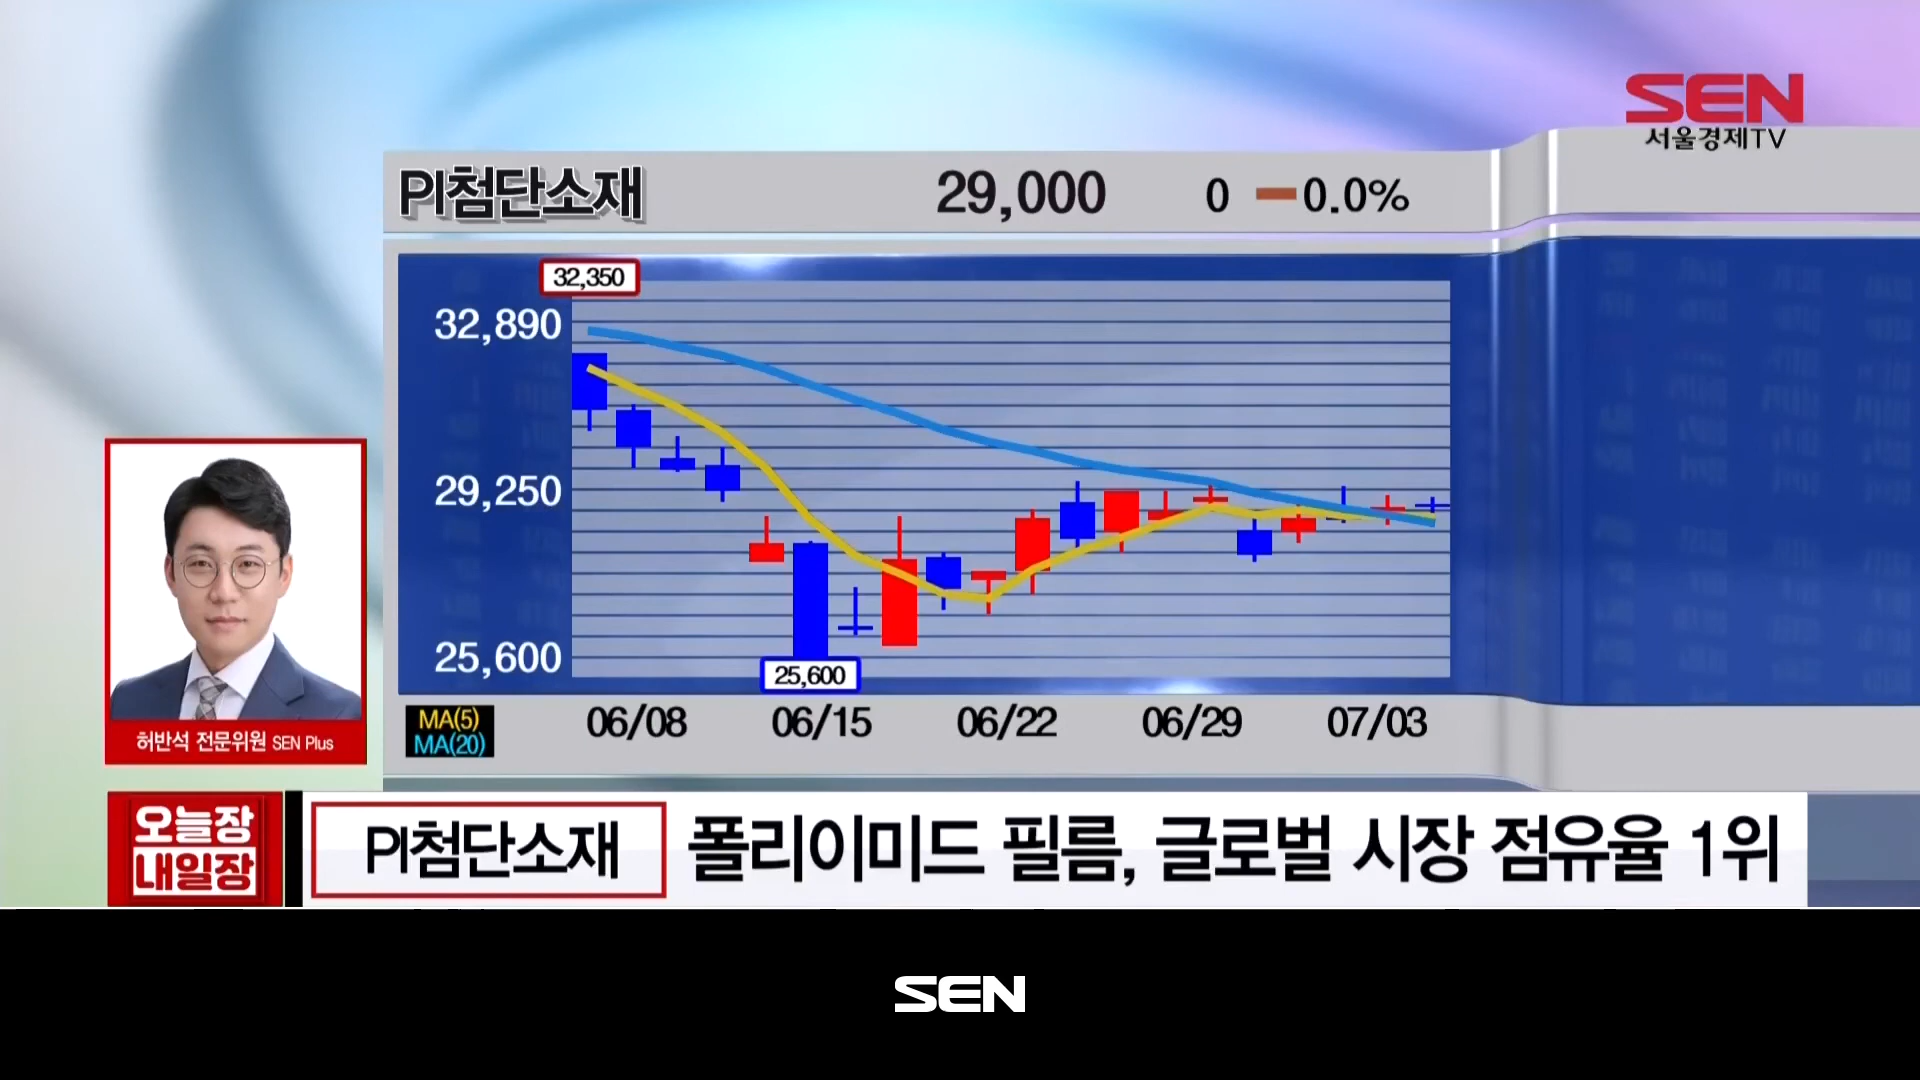 SEN
서울경제TV
PI첨단소재 29,000 0 0.0%
32,350
32,890
29,250
25,600
25,600
MA(5)
MA(20)
06/08 06/15 06/22 06/29 07/03
허반석 전문위원 SEN Plus
오늘장
내일장
PI첨단소재
폴리이미드 필름, 글로벌 시장 점유율 1위
SEN